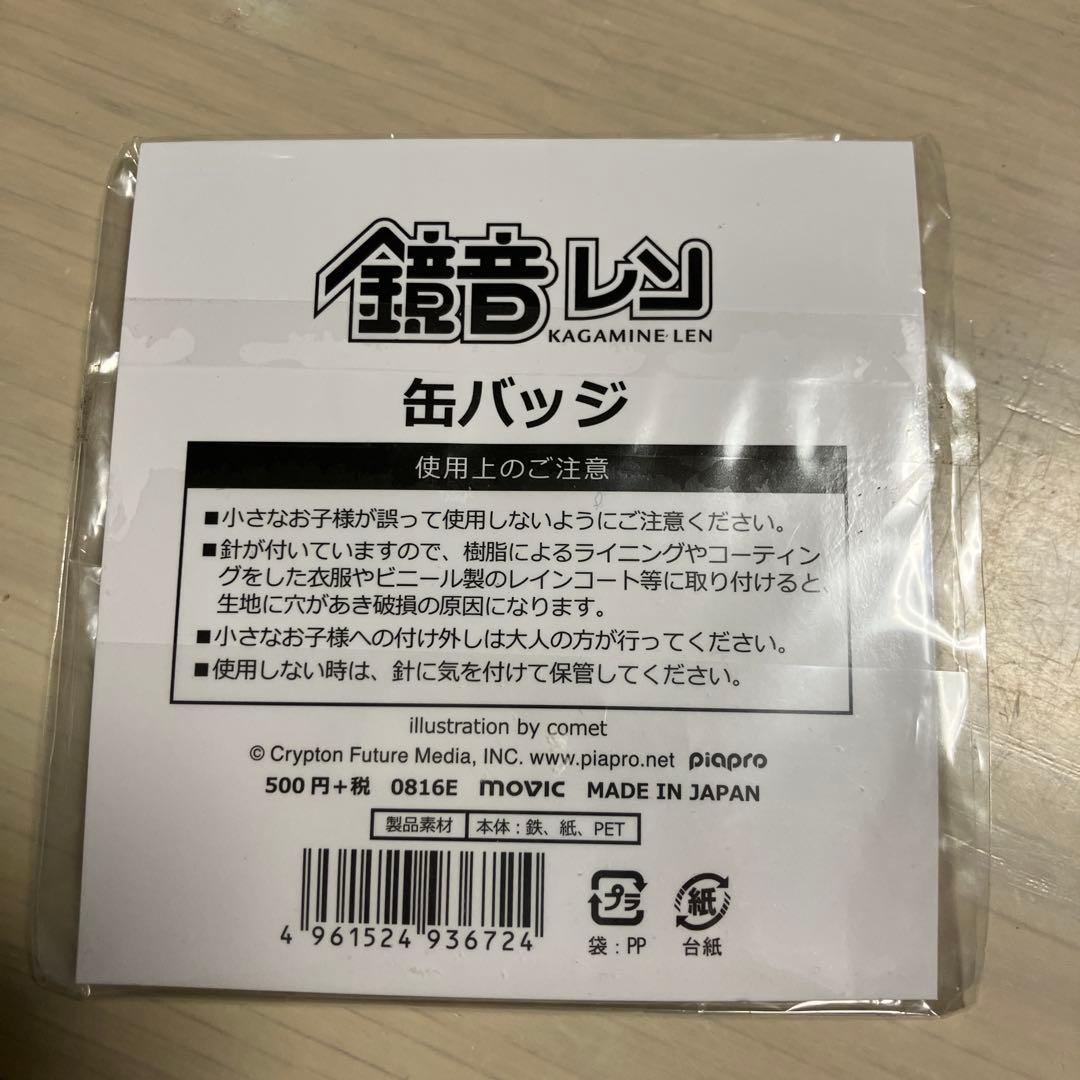 鏡音レン
KAGAMINE LEN
缶バッジ
使用上のご注意
■小さなお子様が誤って使用しないようにご注意ください。
■針が付いていますので、樹脂によるライニングやコーティン
グをした衣服やビニール製のレインコート等に取り付けると、
生地に穴があき破損の原因になります。
■小さなお子様への付け外しは大人の方が行ってください。
■使用しない時は、針に気を付けて保管してください。
illustration by comet
© Crypton Future Media, INC. www.piapro.net piapro
500円+税 0816E movic MADE IN JAPAN
製品素材 本体：鉄、紙、PET
4 961524 936724
プラ 紙
袋：PP 台紙